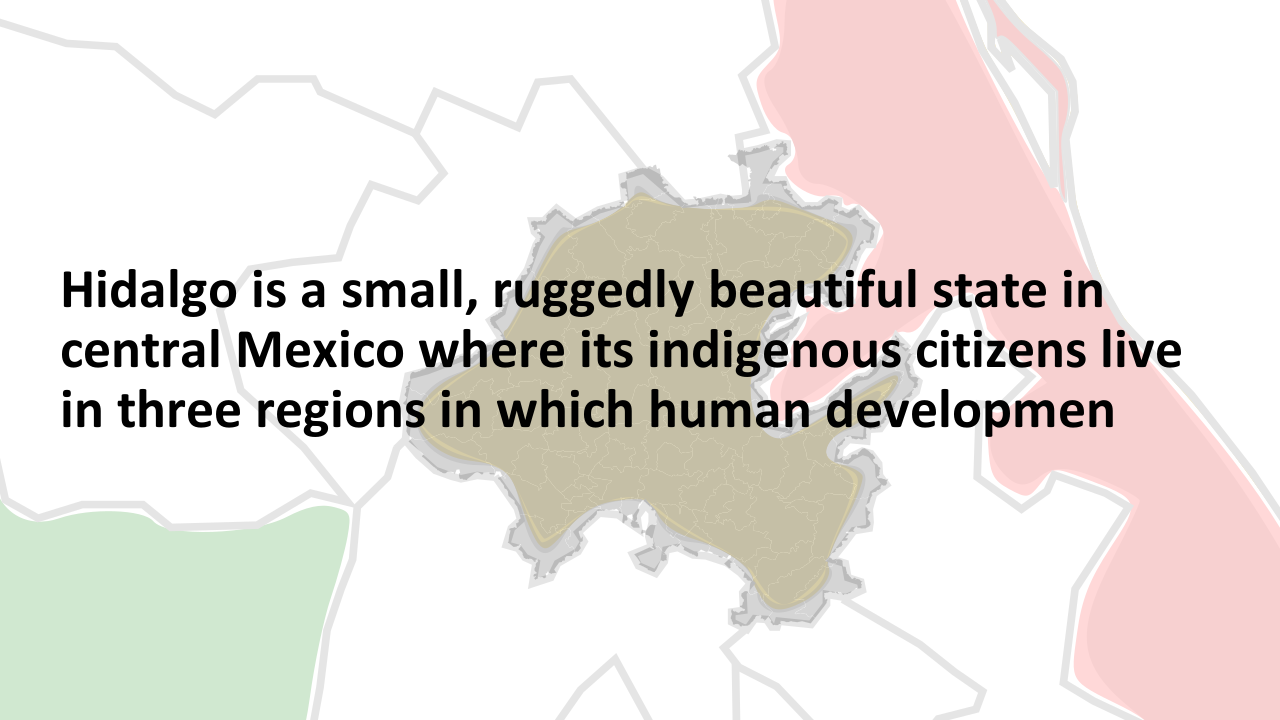 Hidalgo is a small, ruggedly beautiful state in
central Mexico where its indigenous citizens live
in three regions in which human developmen